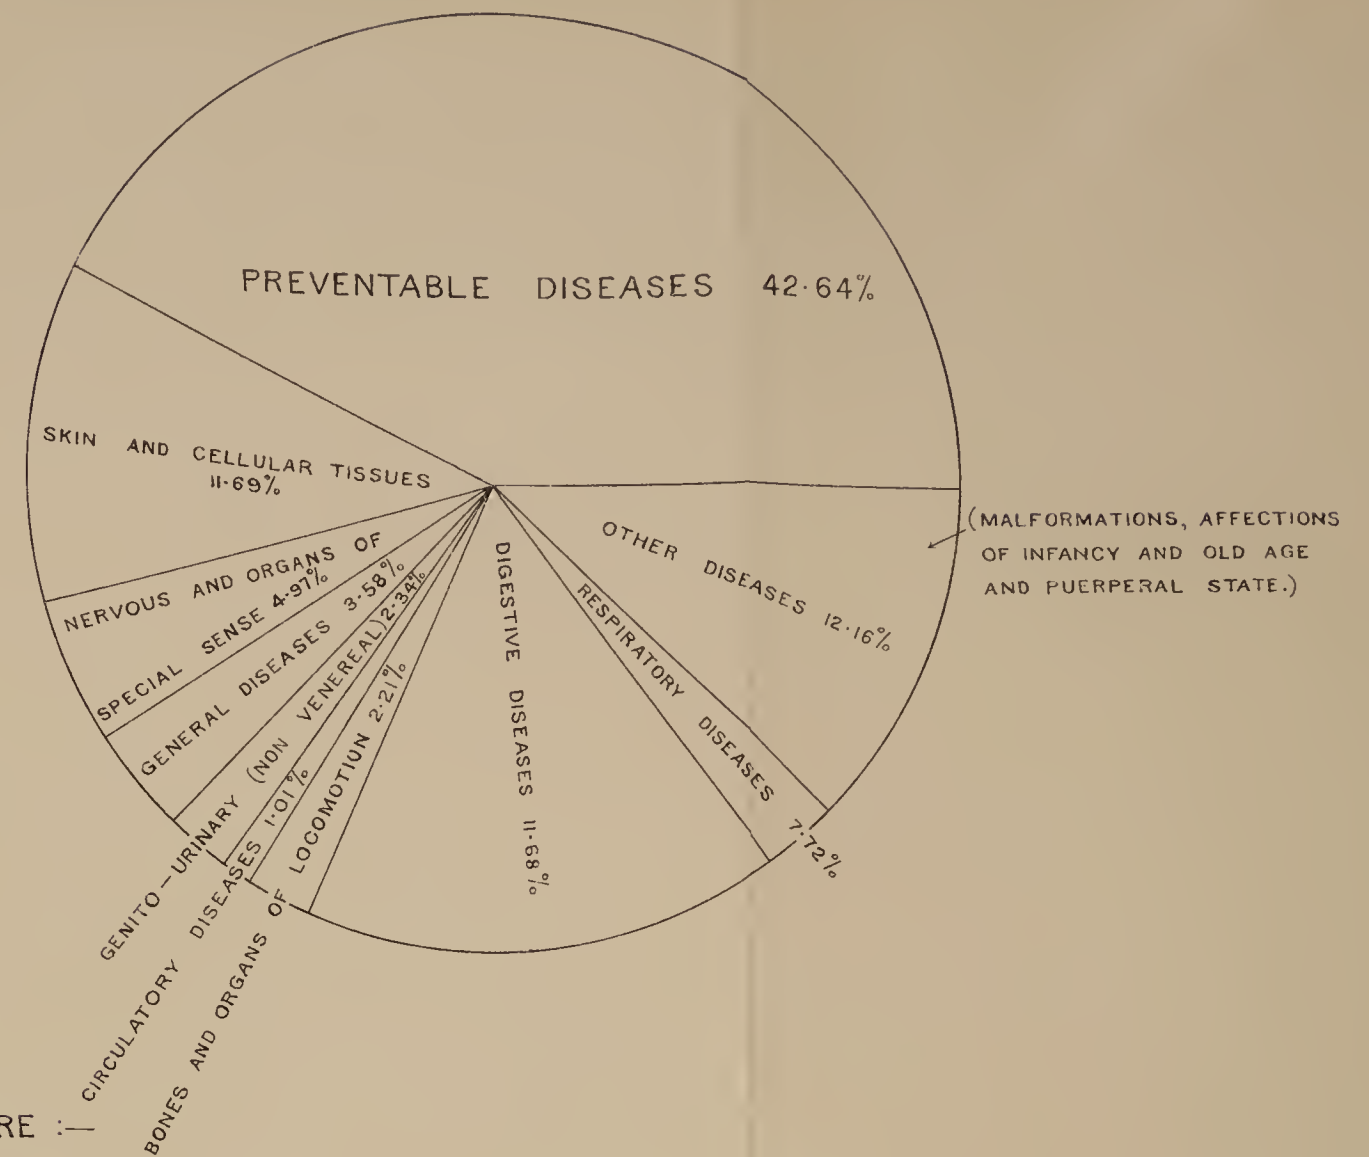 PREVENTABLE DISEASES 42·64%
SKIN AND CELLULAR TISSUES
11·69%
NERVOUS AND ORGANS OF
SPECIAL SENSE 4·97%
GENERAL DISEASES 3·58%
GENITO-URINARY (NON VENEREAL) 2·34%
CIRCULATORY DISEASES 1·01%
BONES AND ORGANS OF LOCOMOTION 2·21%
DIGESTIVE DISEASES 11·68%
RESPIRATORY DISEASES 7·72%
OTHER DISEASES 12·16%
(MALFORMATIONS, AFFECTIONS
OF INFANCY AND OLD AGE
AND PUERPERAL STATE.)
RE :—